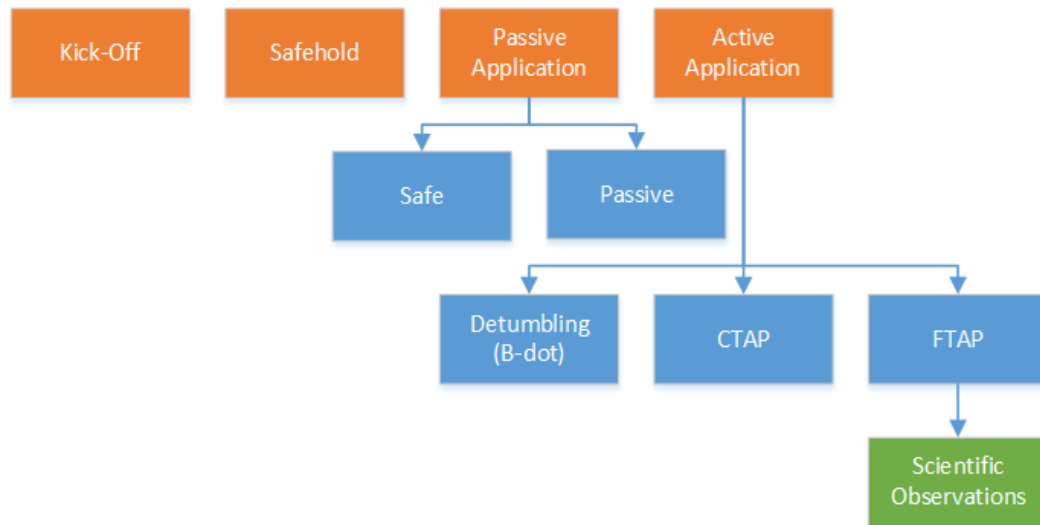 Kick-Off
Safehold
Passive
Application
Active
Application
Safe
Passive
Detumbling
(B-dot)
CTAP
FTAP
Scientific
Observations